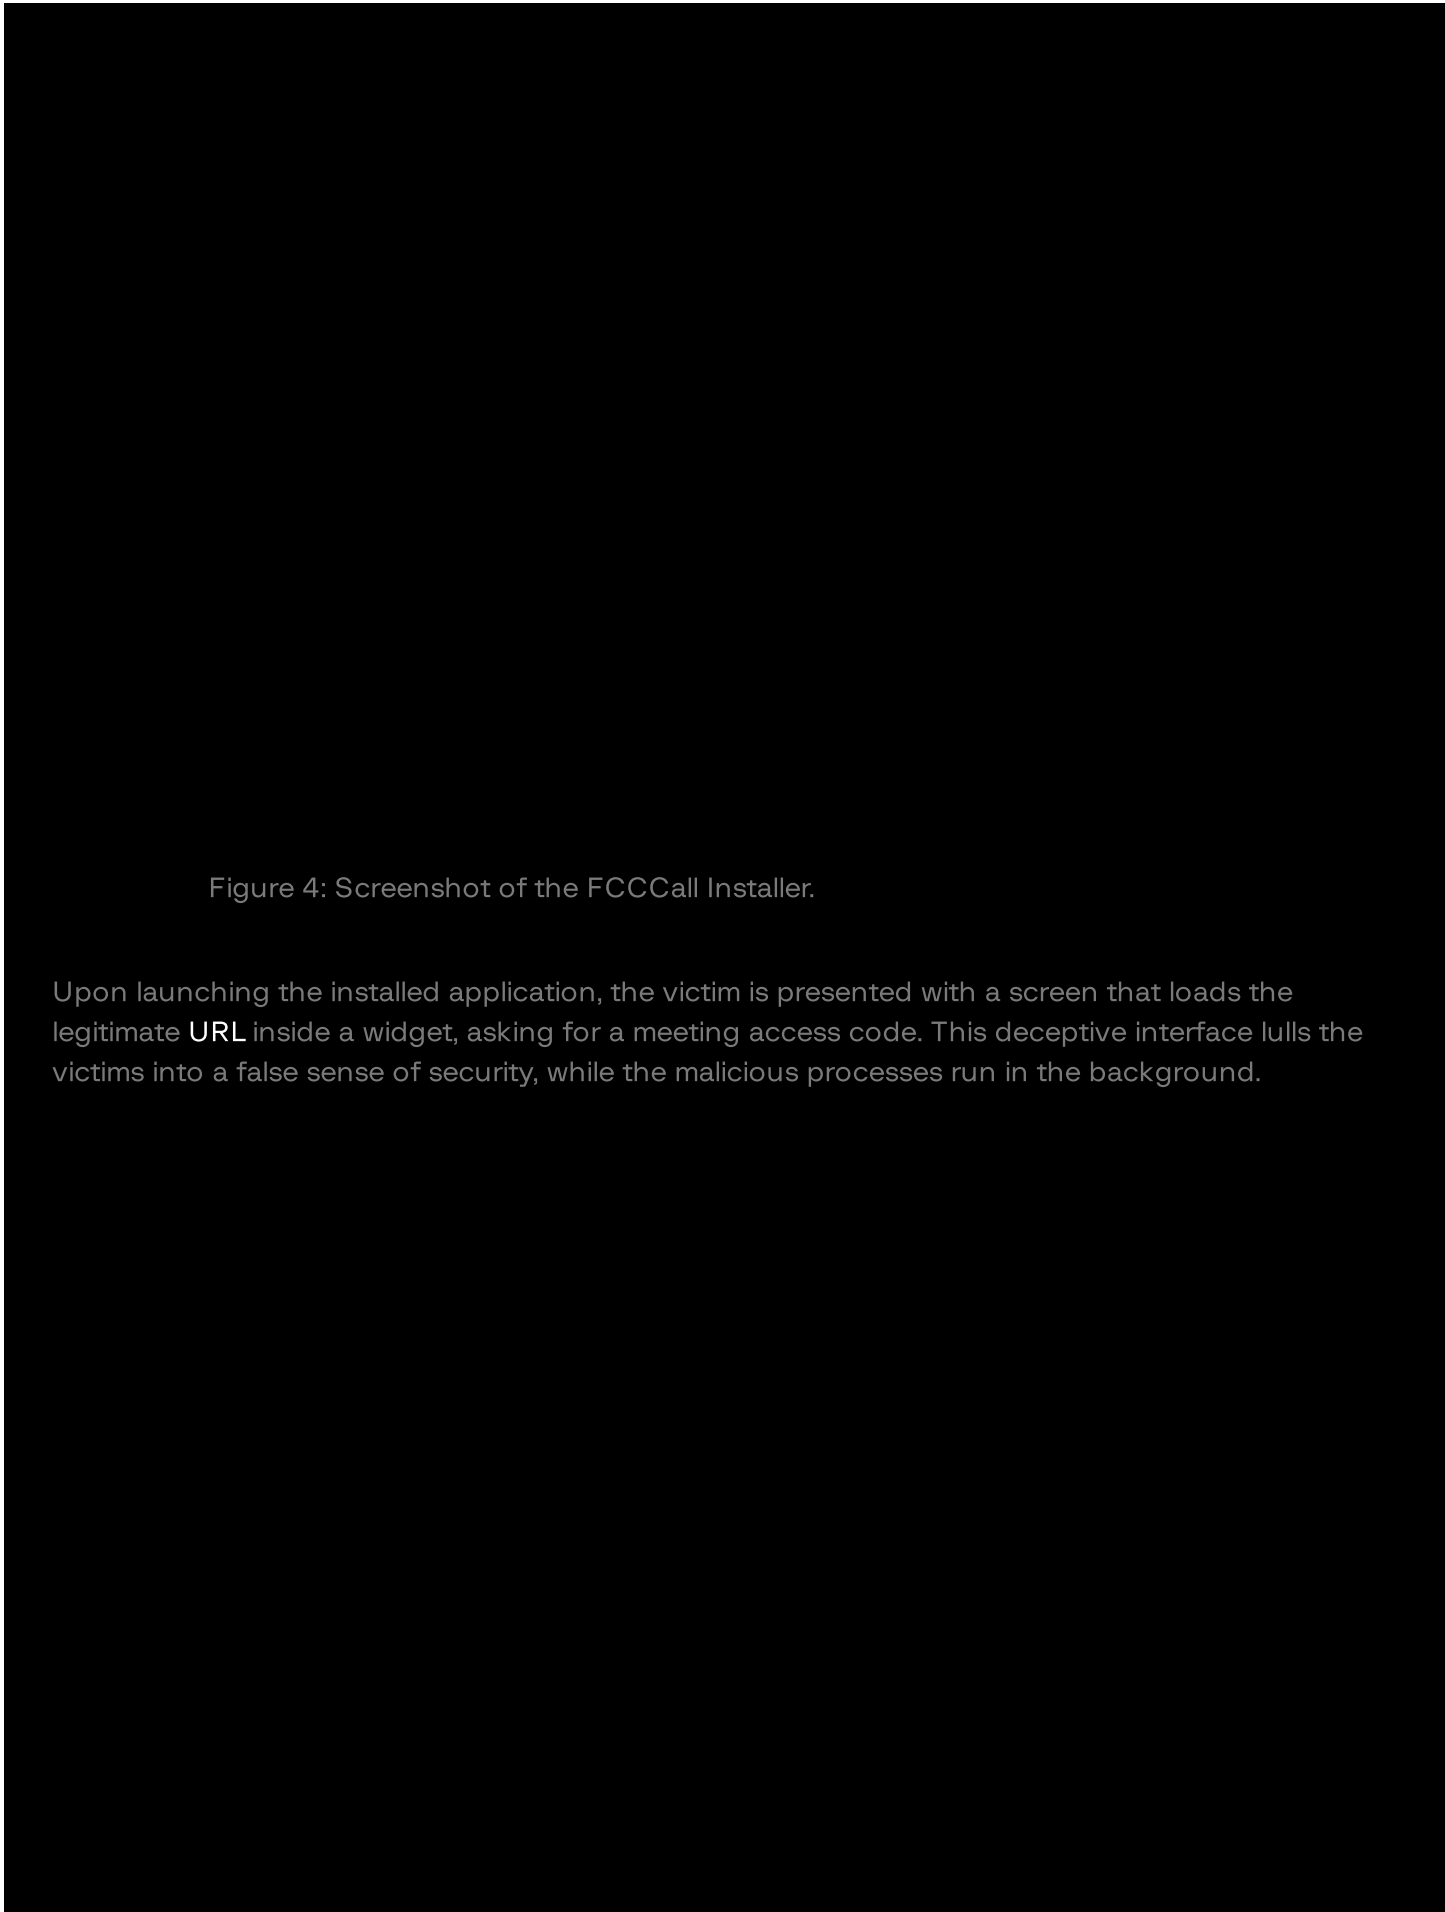 Figure 4: Screenshot of the FCCCall Installer.
Upon launching the installed application, the victim is presented with a screen that loads the
legitimate URL inside a widget, asking for a meeting access code. This deceptive interface lulls the
victims into a false sense of security, while the malicious processes run in the background.